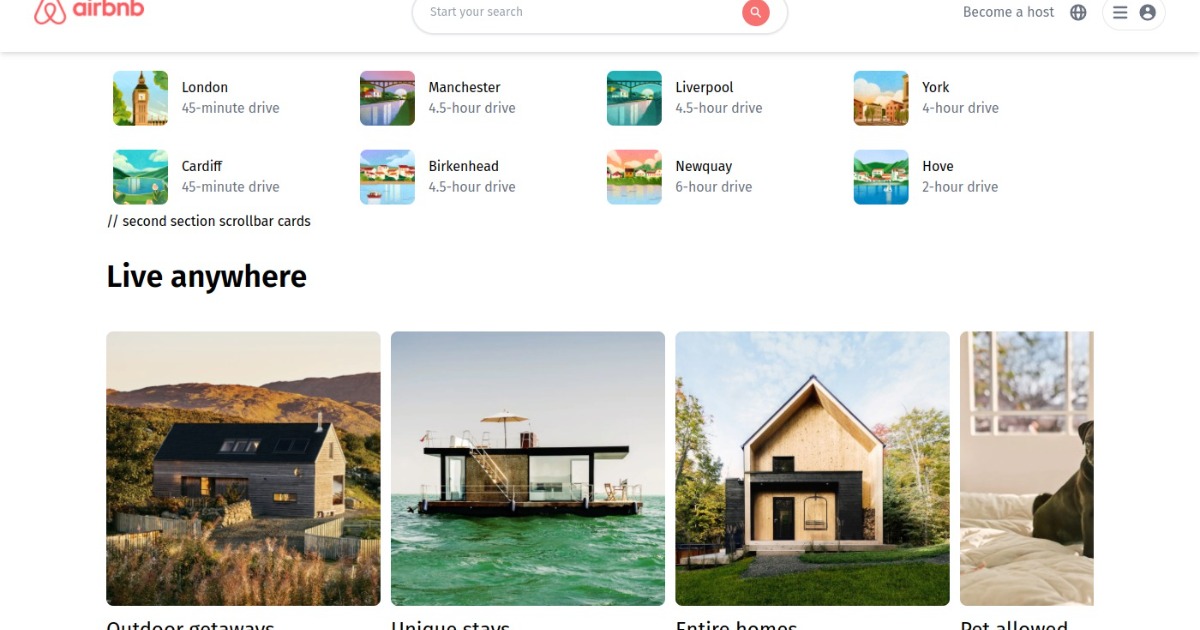 airbnb
Start your search
Become a host
London
45-minute drive
Manchester
4.5-hour drive
Liverpool
4.5-hour drive
York
4-hour drive
Cardiff
45-minute drive
Birkenhead
4.5-hour drive
Newquay
6-hour drive
Hove
2-hour drive
// second section scrollbar cards
Live anywhere
Outdoor getaways
Unique stays
Entire homes
Pet allowed